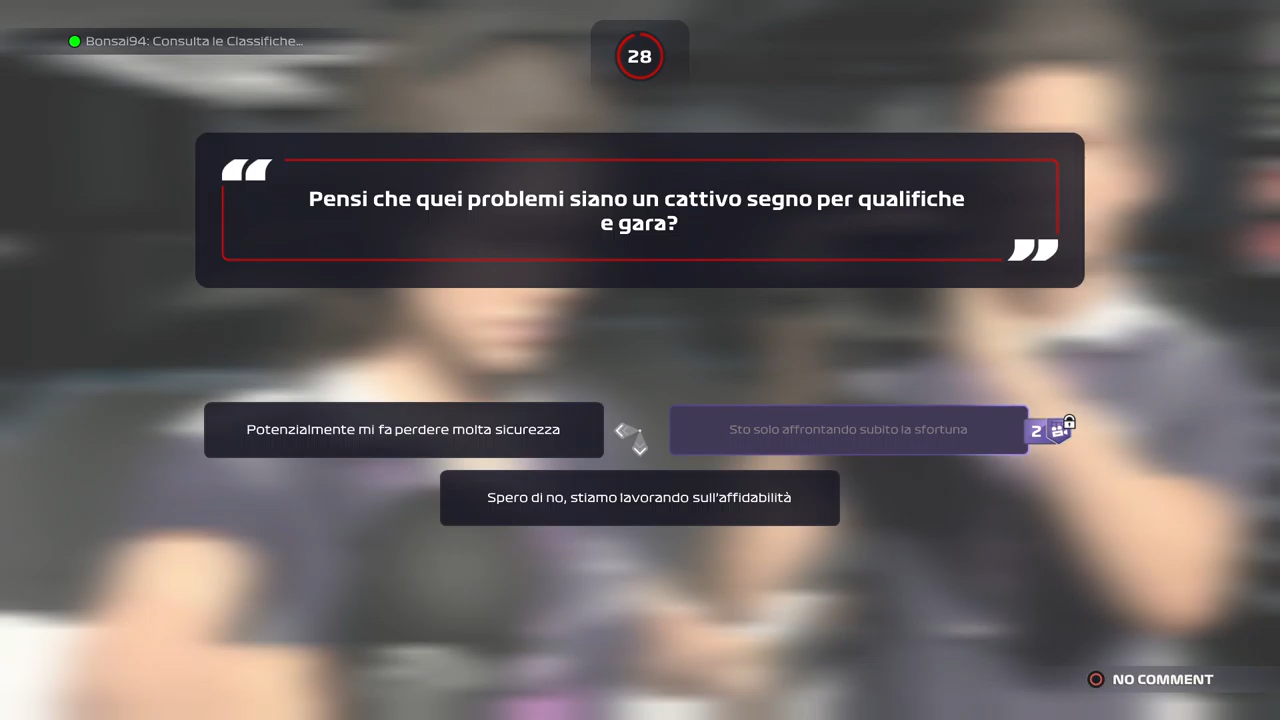 Bonsai94: Consulta le Classifiche...
28
Pensi che quei problemi siano un cattivo segno per qualifiche
e gara?
Potenzialmente mi fa perdere molta sicurezza
Sto solo affrontando subito la sfortuna
2
Spero di no, stiamo lavorando sull'affidabilità
NO COMMENT